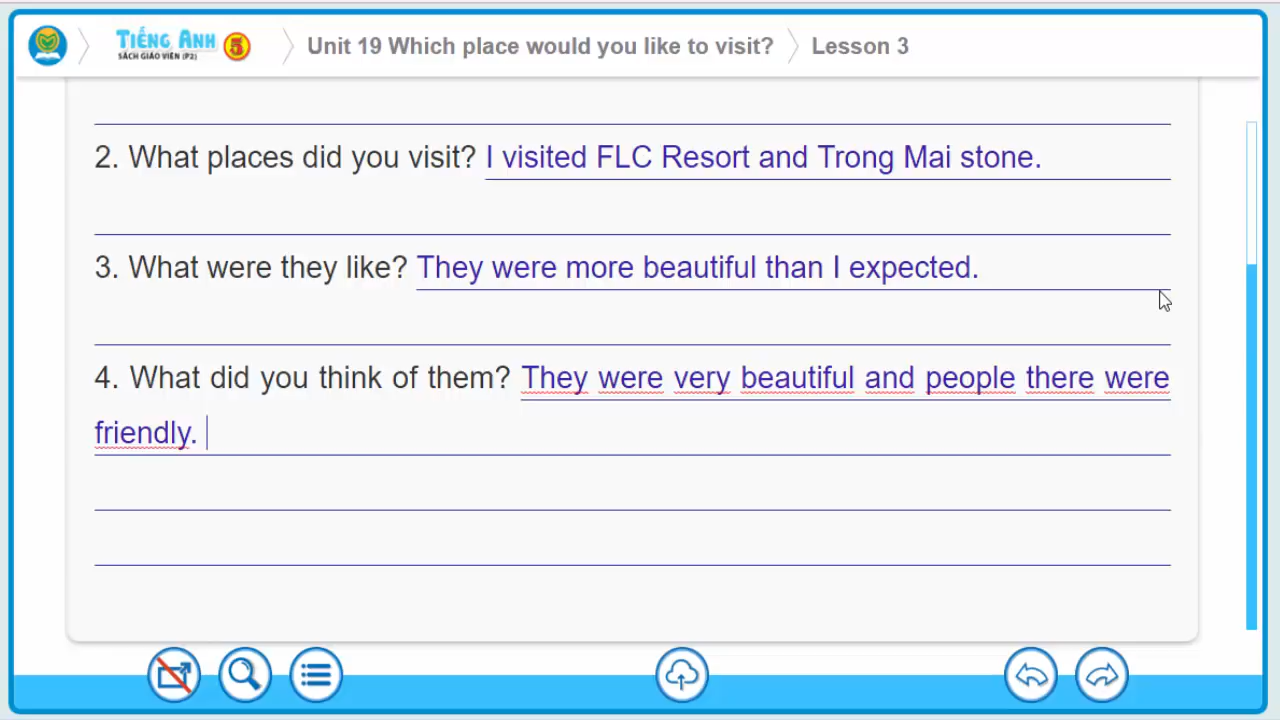 TIẾNG ANH 5
SÁCH GIÁO VIÊN (P2)
Unit 19 Which place would you like to visit?
Lesson 3
2. What places did you visit? I visited FLC Resort and Trong Mai stone.
3. What were they like? They were more beautiful than I expected.
4. What did you think of them? They were very beautiful and people there were
friendly.